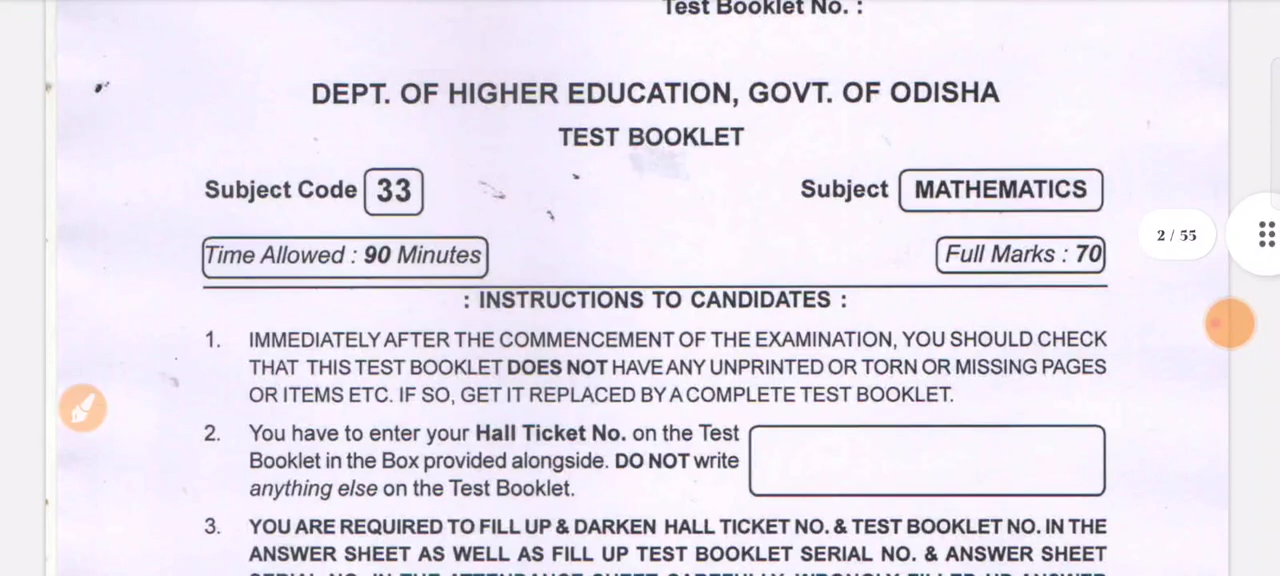 Test Booklet No. :
DEPT. OF HIGHER EDUCATION, GOVT. OF ODISHA
TEST BOOKLET
Subject Code 33 Subject MATHEMATICS
Time Allowed : 90 Minutes Full Marks : 70
2 / 55
: INSTRUCTIONS TO CANDIDATES :
1. IMMEDIATELY AFTER THE COMMENCEMENT OF THE EXAMINATION, YOU SHOULD CHECK
THAT THIS TEST BOOKLET DOES NOT HAVE ANY UNPRINTED OR TORN OR MISSING PAGES
OR ITEMS ETC. IF SO, GET IT REPLACED BY A COMPLETE TEST BOOKLET.
2. You have to enter your Hall Ticket No. on the Test
Booklet in the Box provided alongside. DO NOT write
anything else on the Test Booklet.
3. YOU ARE REQUIRED TO FILL UP & DARKEN HALL TICKET NO. & TEST BOOKLET NO. IN THE
ANSWER SHEET AS WELL AS FILL UP TEST BOOKLET SERIAL NO. & ANSWER SHEET